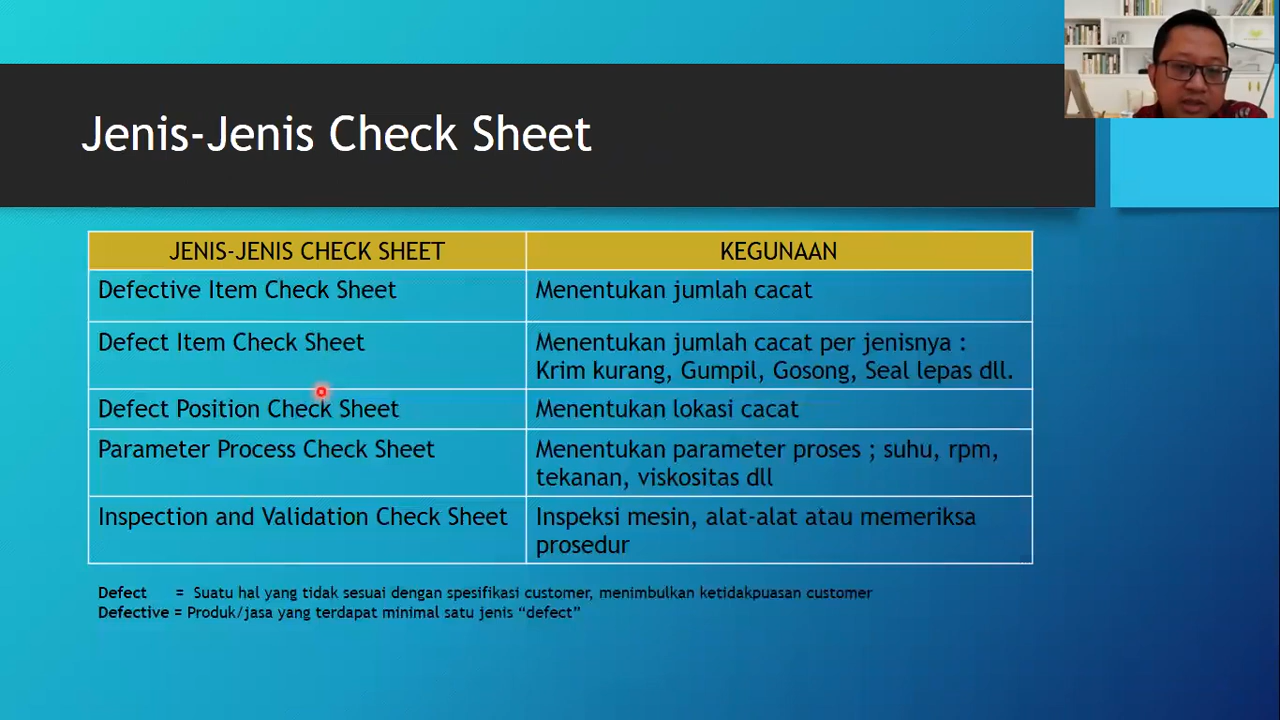 Jenis-Jenis Check Sheet
JENIS-JENIS CHECK SHEET
KEGUNAAN
Defective Item Check Sheet
Menentukan jumlah cacat
Defect Item Check Sheet
Menentukan jumlah cacat per jenisnya :
Krim kurang, Gumpil, Gosong, Seal lepas dll.
Defect Position Check Sheet
Menentukan lokasi cacat
Parameter Process Check Sheet
Menentukan parameter proses ; suhu, rpm,
tekanan, viskositas dll
Inspection and Validation Check Sheet
Inspeksi mesin, alat-alat atau memeriksa
prosedur
Defect = Suatu hal yang tidak sesuai dengan spesifikasi customer, menimbulkan ketidakpuasan customer
Defective = Produk/jasa yang terdapat minimal satu jenis “defect”